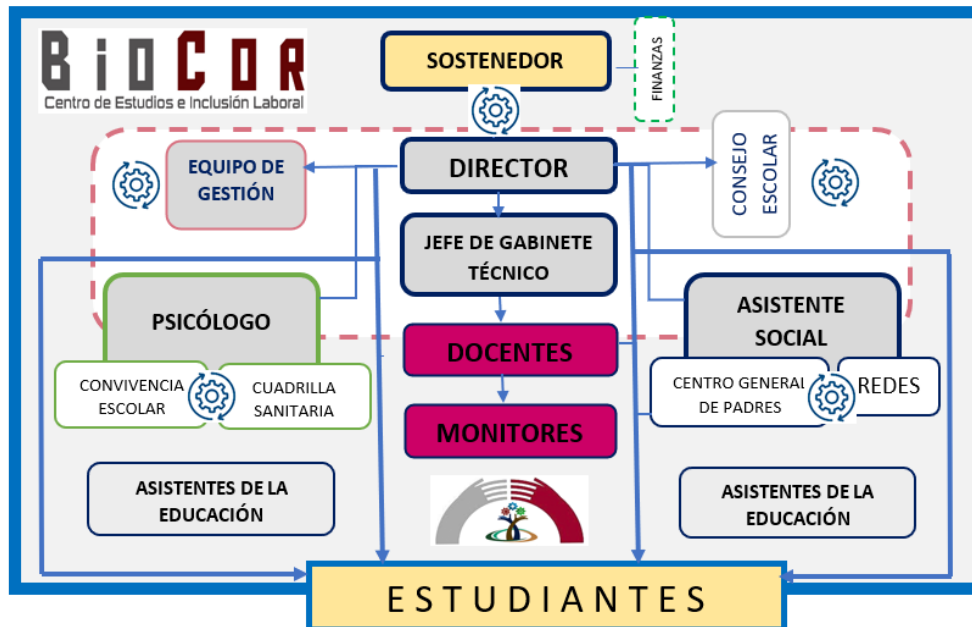 BioCoR
Centro de Estudios e Inclusión Laboral
SOSTENEDOR
FINANZAS
EQUIPO DE
GESTIÓN
DIRECTOR
CONSEJO
ESCOLAR
JEFE DE GABINETE
TÉCNICO
PSICÓLOGO
ASISTENTE
SOCIAL
DOCENTES
CONVIVENCIA
ESCOLAR
CUADRILLA
SANITARIA
CENTRO GENERAL
DE PADRES
REDES
MONITORES
ASISTENTES DE LA
EDUCACIÓN
ASISTENTES DE LA
EDUCACIÓN
ESTUDIANTES